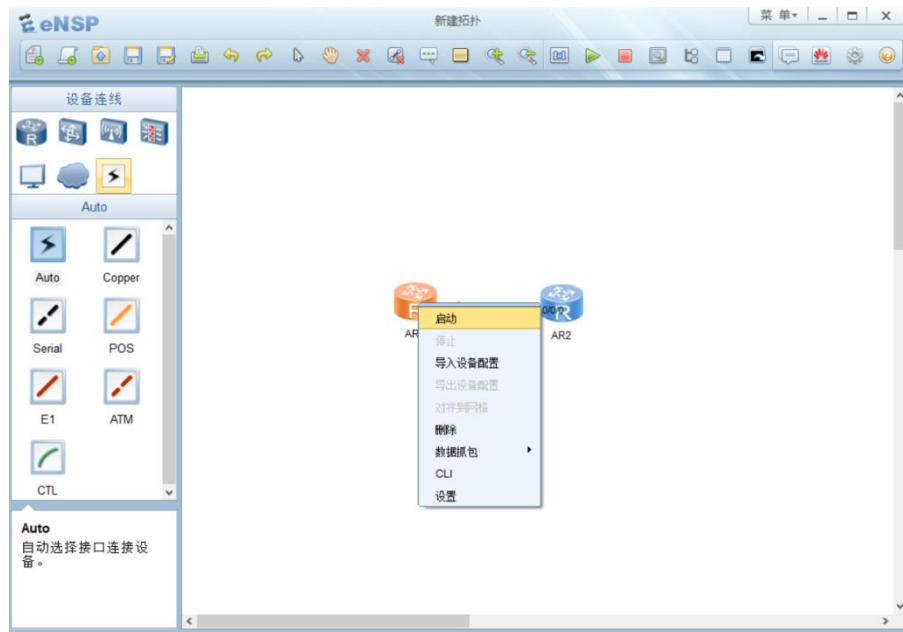 eNSP
新建拓扑
菜 单
设备连线
Auto
Auto
Copper
Serial
POS
E1
ATM
CTL
Auto
自动选择接口连接设
备。
R
AR
0/0/0
R
AR2
启动
停止
导入设备配置
导出设备配置
对齐到网格
删除
数据抓包
CLI
设置